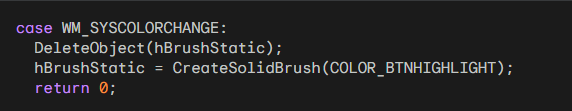 case WM_SYSCOLORCHANGE:
  DeleteObject(hBrushStatic);
  hBrushStatic = CreateSolidBrush(COLOR_BTNHIGHLIGHT);
  return 0;